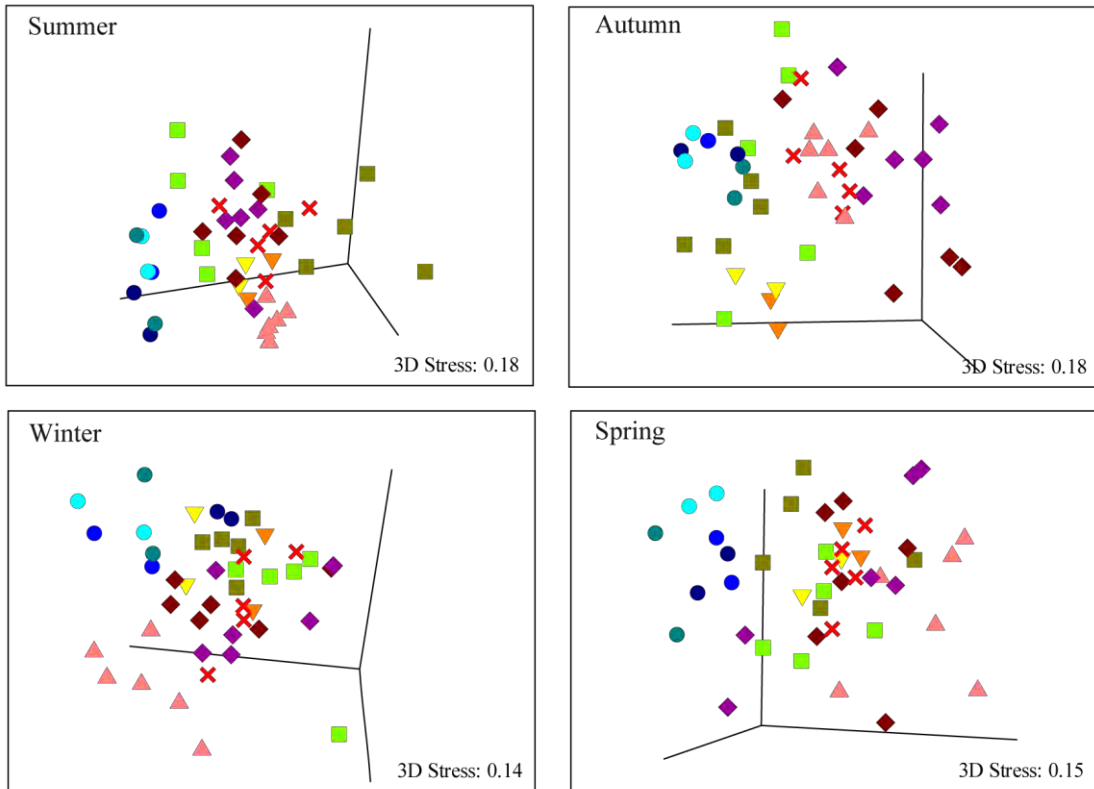 Summer
3D Stress: 0.18
Autumn
3D Stress: 0.18
Winter
3D Stress: 0.14
Spring
3D Stress: 0.15